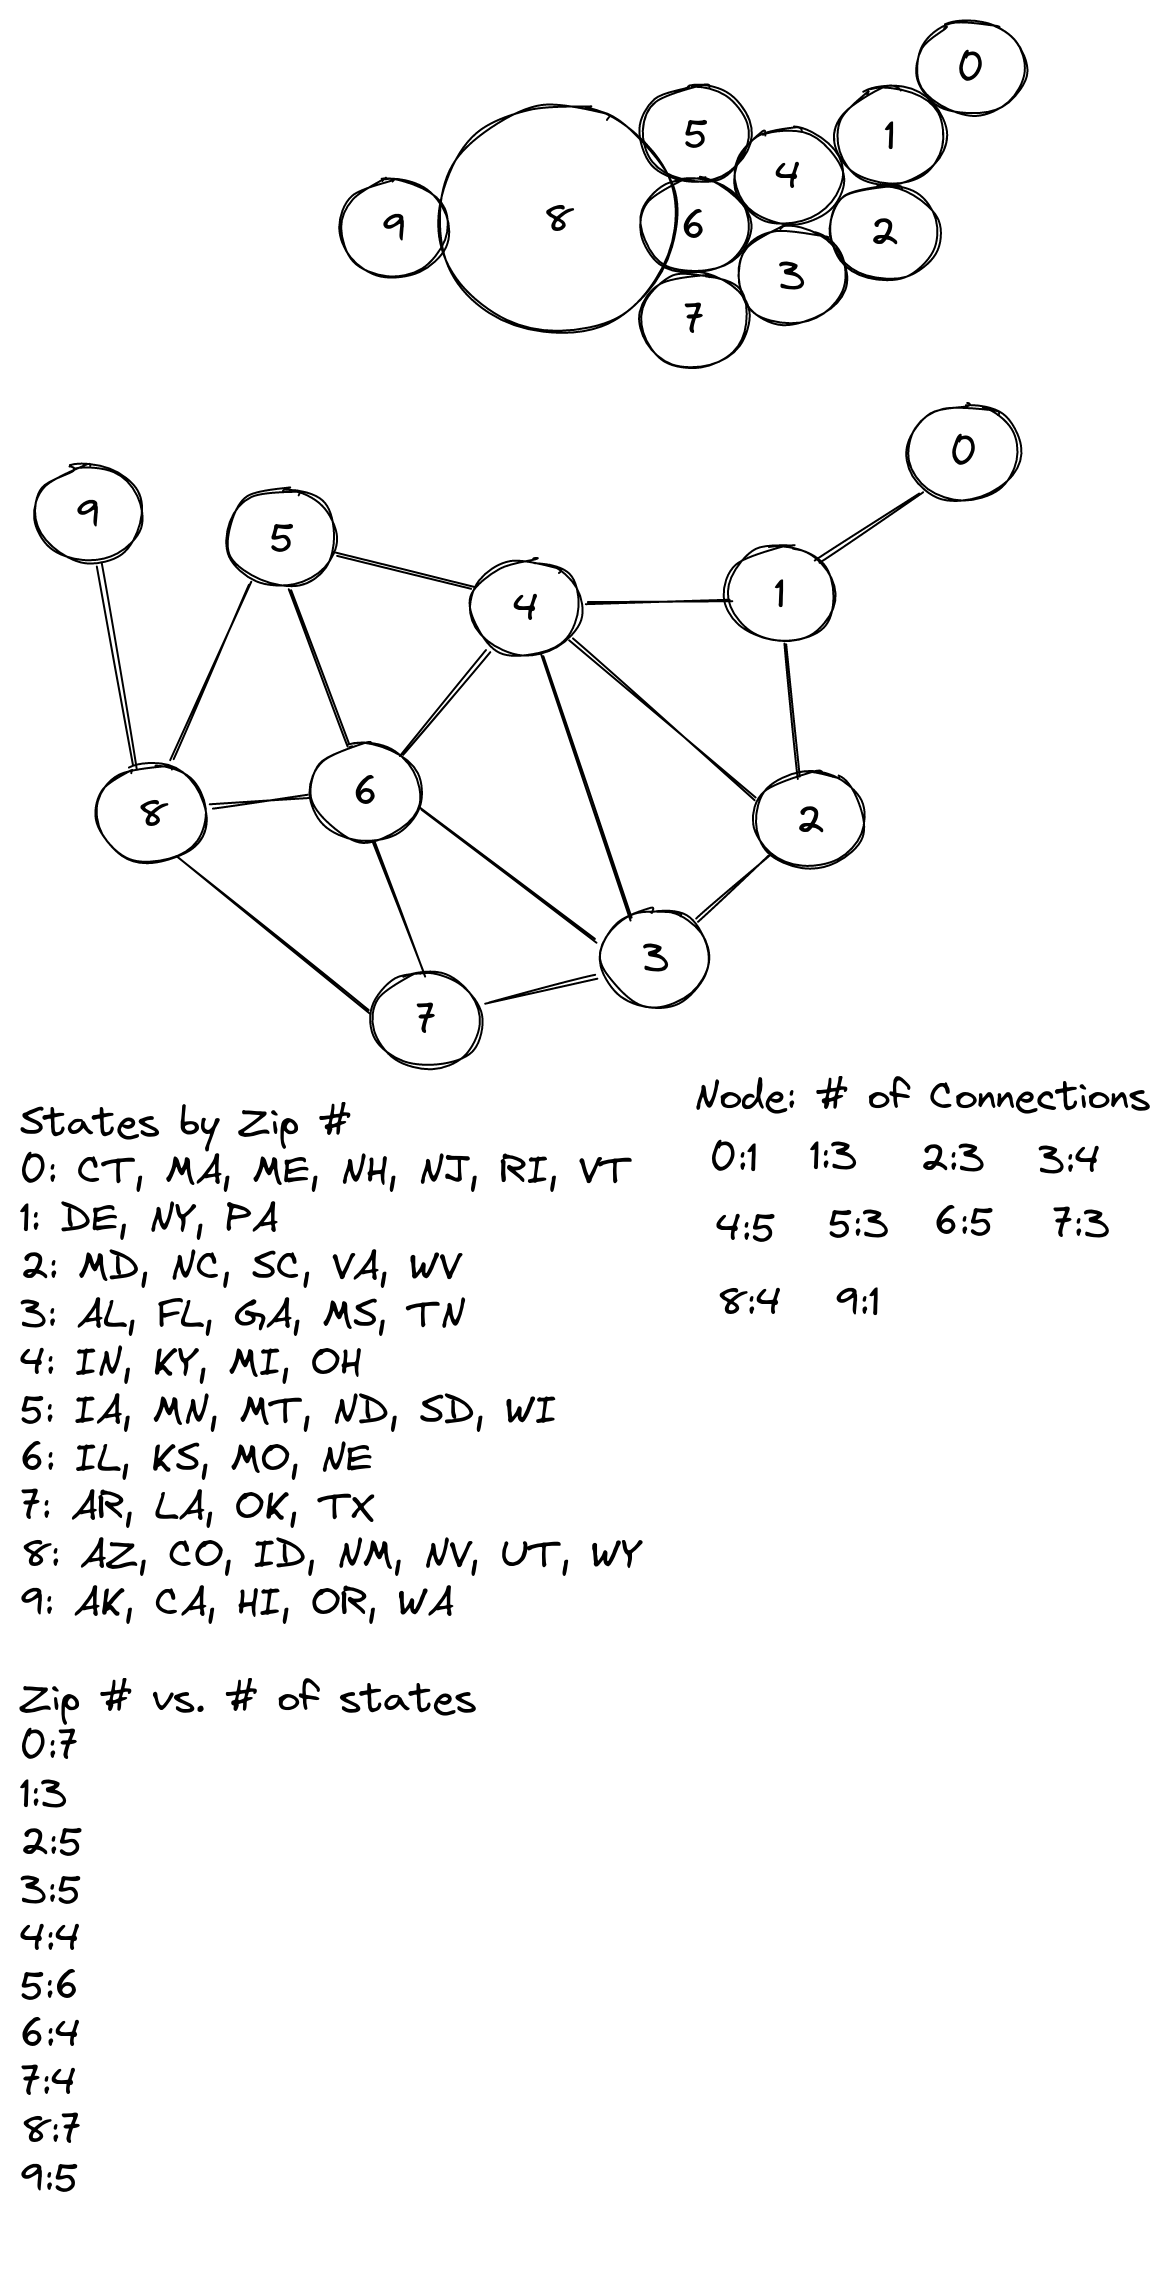 0
5
1
4
9
8
6
2
3
7
0
9
5
4
1
8
6
2
3
7
Node: # of Connections
0:1 1:3 2:3 3:4
4:5 5:3 6:5 7:3
8:4 9:1
States by Zip #
0: CT, MA, ME, NH, NJ, RI, VT
1: DE, NY, PA
2: MD, NC, SC, VA, WV
3: AL, FL, GA, MS, TN
4: IN, KY, MI, OH
5: IA, MN, MT, ND, SD, WI
6: IL, KS, MO, NE
7: AR, LA, OK, TX
8: AZ, CO, ID, NM, NV, UT, WY
9: AK, CA, HI, OR, WA
Zip # vs. # of states
0:7
1:3
2:5
3:5
4:4
5:6
6:4
7:4
8:7
9:5